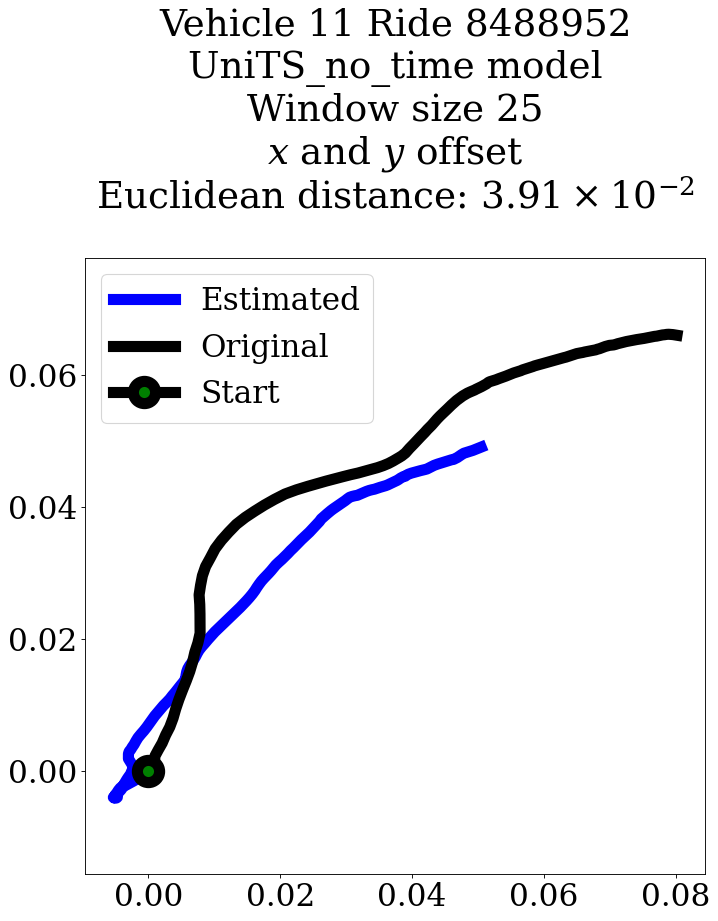 Vehicle 11 Ride 8488952
UniTS_no_time model
Window size 25
x and y offset
Euclidean distance: 3.91 × 10⁻²
Estimated
Original
Start
0.06
0.04
0.02
0.00
0.00 0.02 0.04 0.06 0.08